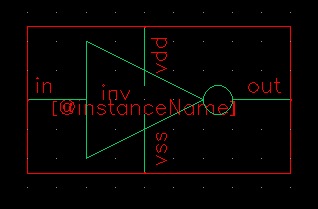 vdd
in
out
inv
[@instanceName]
vss